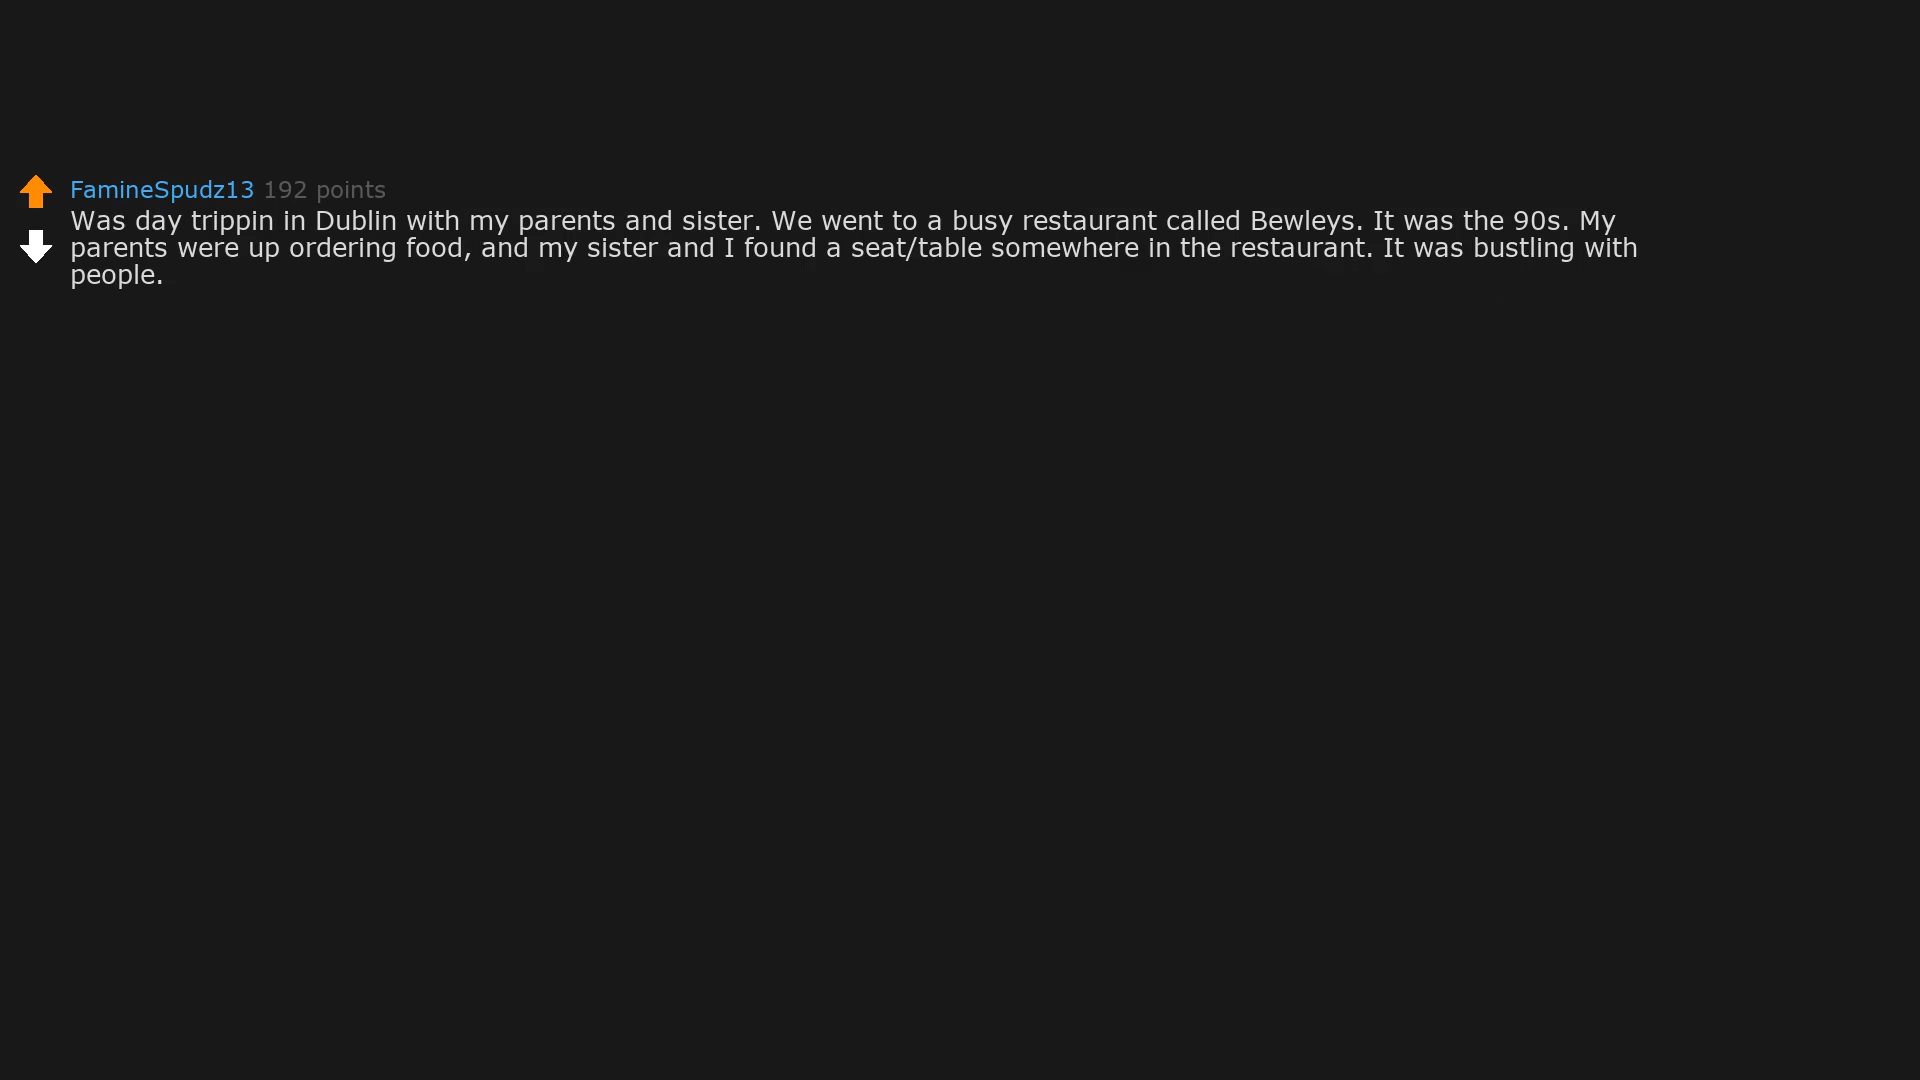 FamineSpudz13 192 points
Was day trippin in Dublin with my parents and sister. We went to a busy restaurant called Bewleys. It was the 90s. My
parents were up ordering food, and my sister and I found a seat/table somewhere in the restaurant. It was bustling with
people.